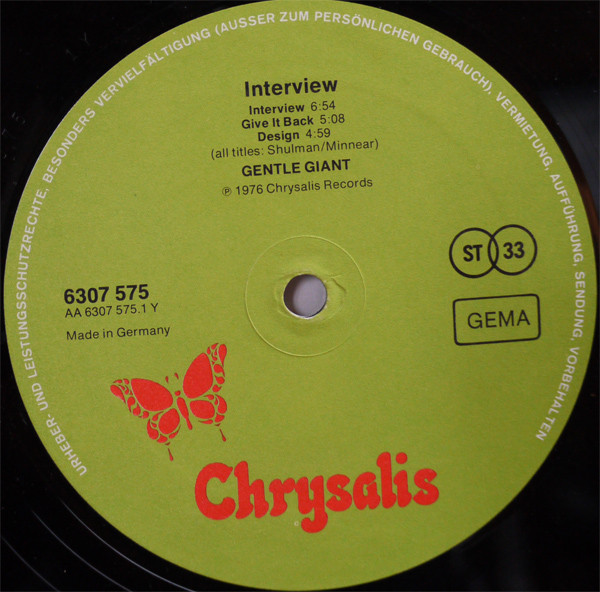 URHEBER- UND LEISTUNGSSCHUTZRECHTE, BESONDERS VERVIELFÄLTIGUNG (AUSSER ZUM PERSÖNLICHEN GEBRAUCH), VERMIETUNG, AUFFÜHRUNG, SENDUNG, VORBEHALTEN
Interview
Interview 6:54
Give It Back 5:08
Design 4:59
(all titles: Shulman/Minnear)
GENTLE GIANT
℗ 1976 Chrysalis Records
ST 33
6307 575
AA 6307 575.1 Y
GEMA
Made in Germany
Chrysalis